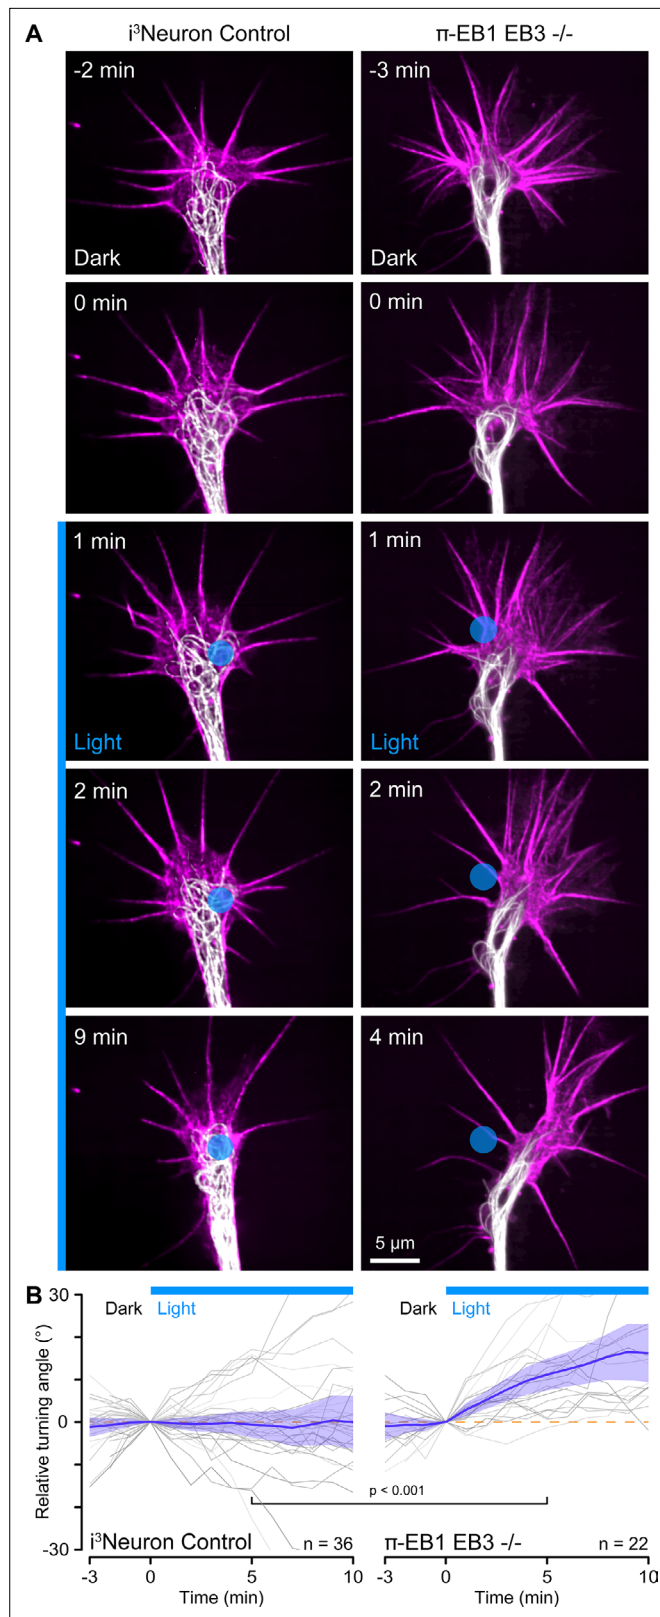 A
i³Neuron Control
π-EB1 EB3 -/-
-2 min
-3 min
Dark
Dark
0 min
0 min
1 min
1 min
Light
Light
2 min
2 min
9 min
4 min
5 µm
B
30
Dark
Light
Dark
Light
Relative turning angle (°)
0
p < 0.001
-30
i³Neuron Control
n = 36
π-EB1 EB3 -/-
n = 22
-3
0
10
-3
0
10
Time (min)
Time (min)